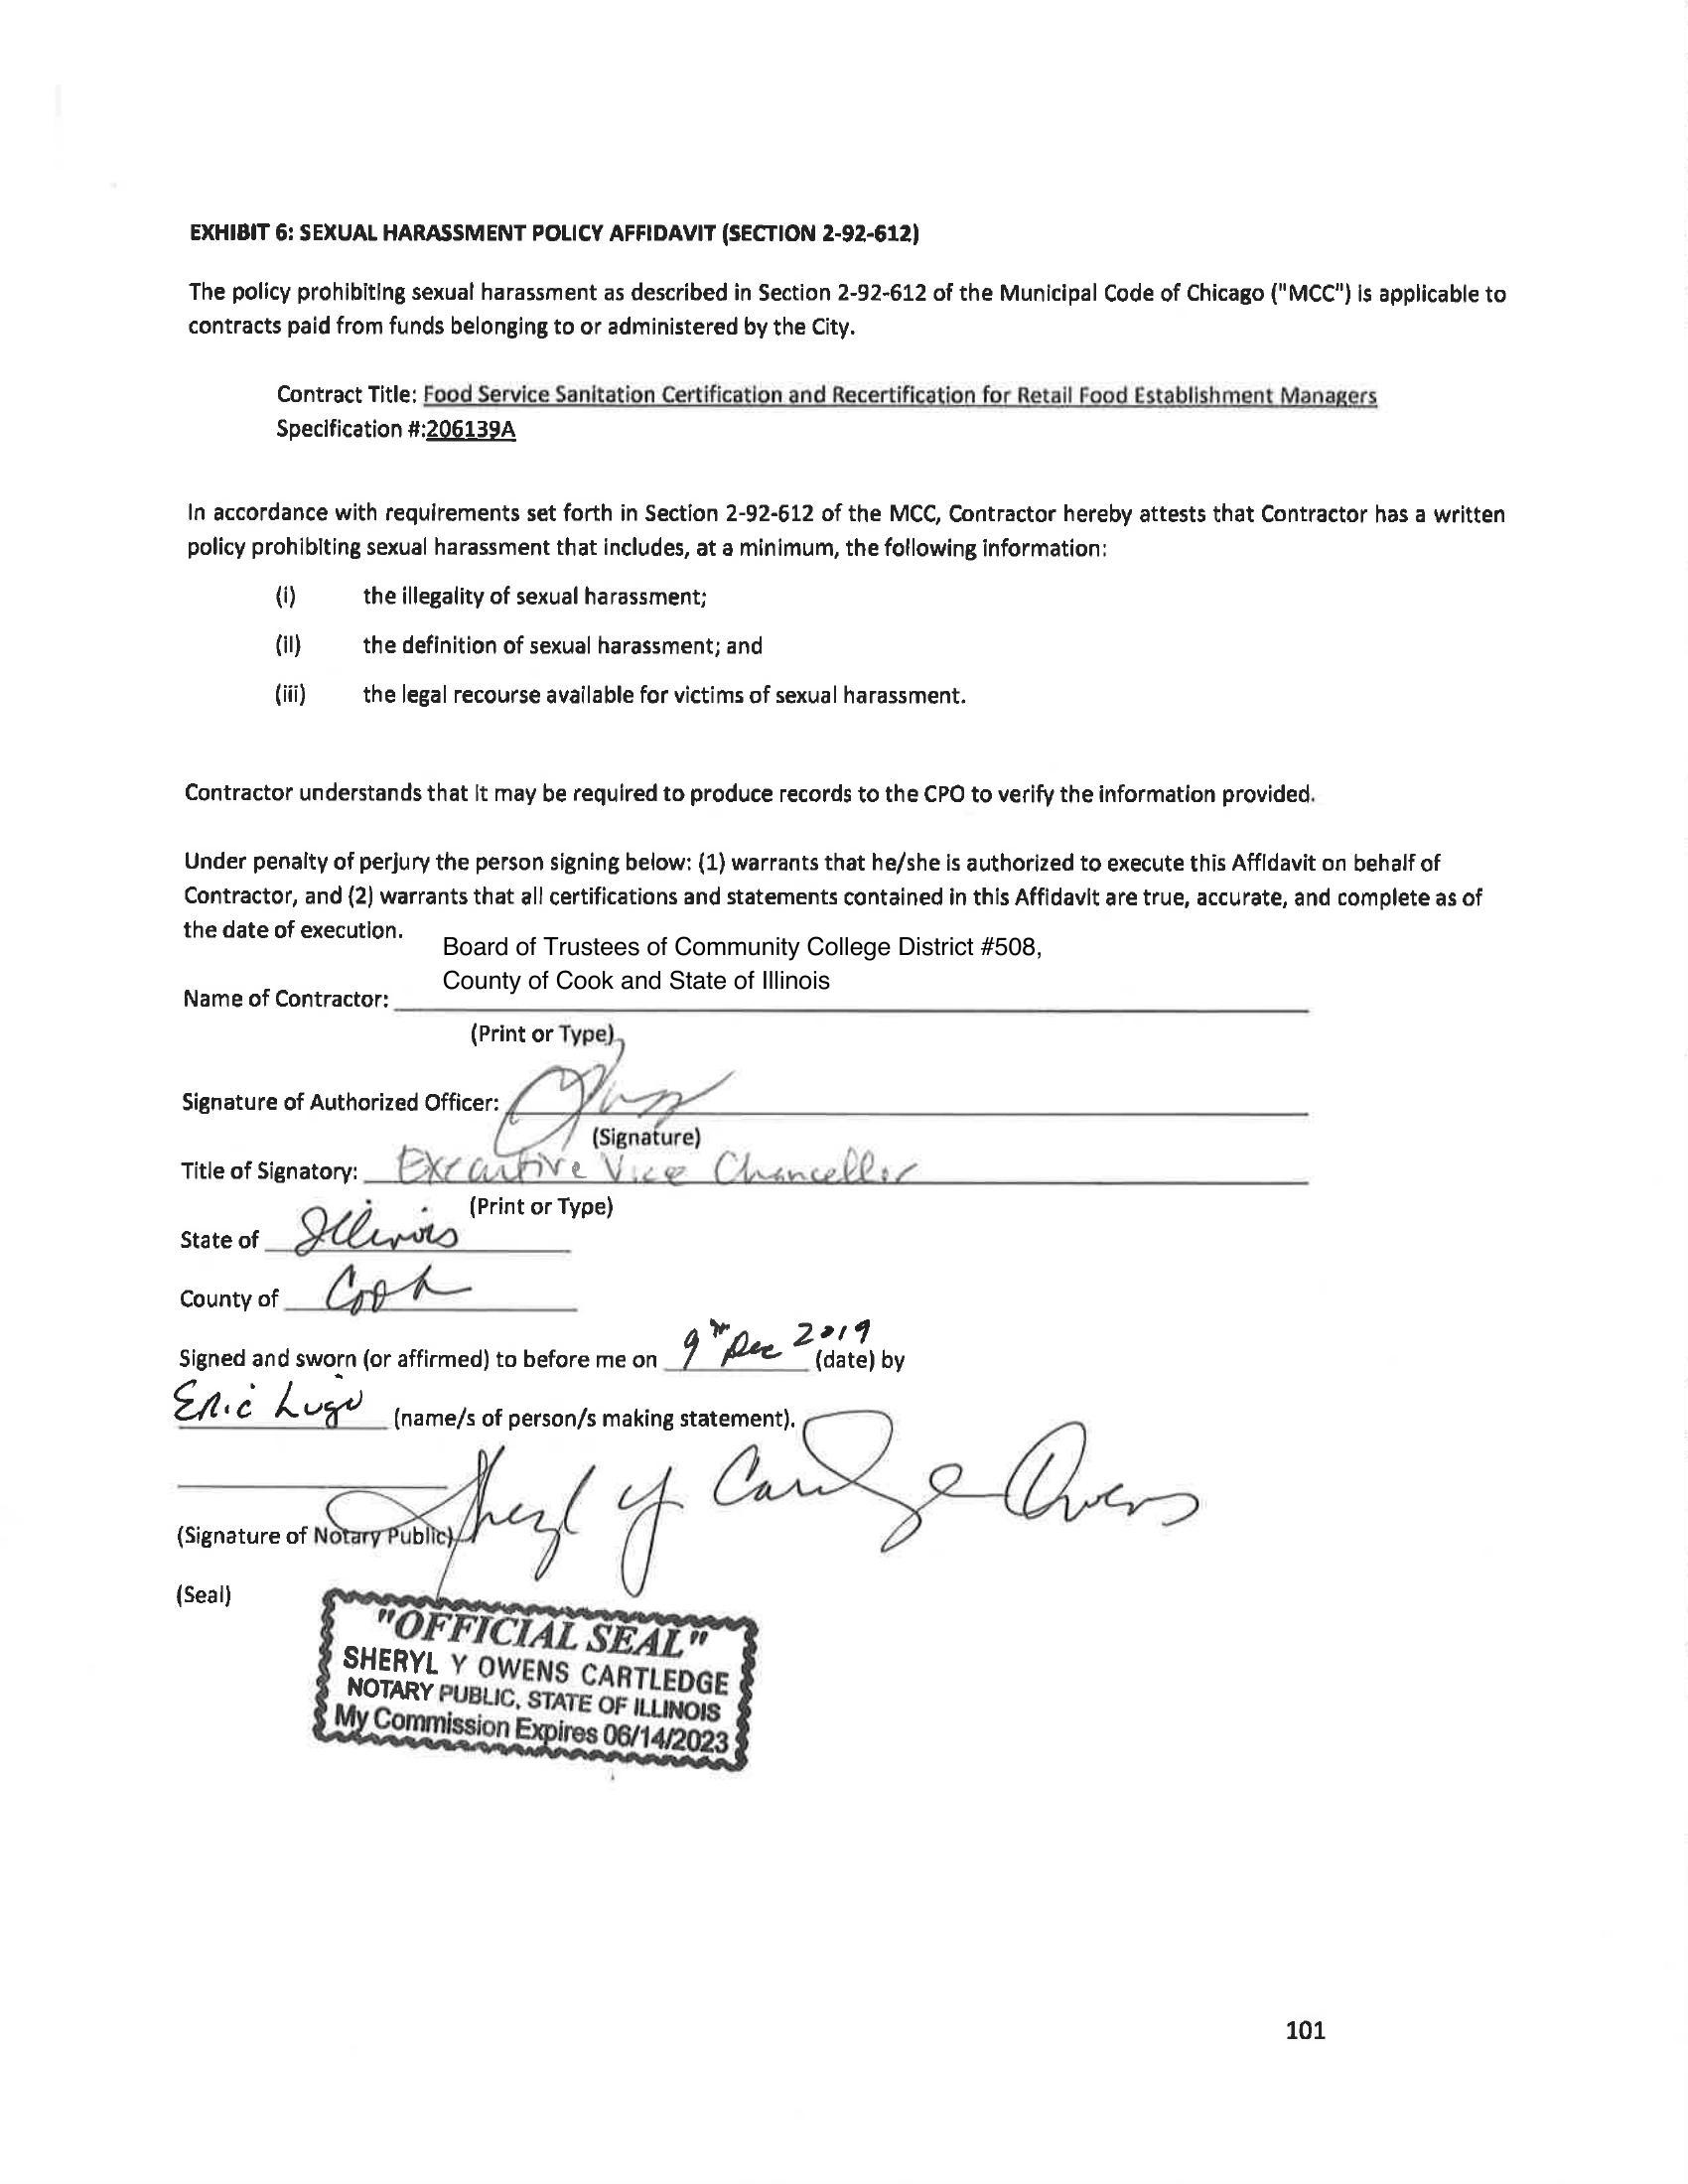 EXHIBIT 6: SEXUAL HARASSMENT POLICY AFFIDAVIT (SECTION 2-92-612)
The policy prohibiting sexual harassment as described in Section 2-92-612 of the Municipal Code of Chicago ("MCC") is applicable to
contracts paid from funds belonging to or administered by the City.
Contract Title: Food Service Sanitation Certification and Recertification for Retail Food Establishment Managers
Specification #:206139A
In accordance with requirements set forth in Section 2-92-612 of the MCC, Contractor hereby attests that Contractor has a written
policy prohibiting sexual harassment that includes, at a minimum, the following information:
(i) the illegality of sexual harassment;
(ii) the definition of sexual harassment; and
(iii) the legal recourse available for victims of sexual harassment.
Contractor understands that it may be required to produce records to the CPO to verify the information provided.
Under penalty of perjury the person signing below: (1) warrants that he/she is authorized to execute this Affidavit on behalf of
Contractor, and (2) warrants that all certifications and statements contained in this Affidavit are true, accurate, and complete as of
the date of execution.
Board of Trustees of Community College District #508,
County of Cook and State of Illinois
Name of Contractor:
(Print or Type)
Signature of Authorized Officer:
(Signature)
Title of Signatory: Executive Vice Chancellor
(Print or Type)
State of Illinois
County of Cook
Signed and sworn (or affirmed) to before me on 9th Dec 2019 (date) by
Eric Lugo (name/s of person/s making statement).
Sheryl Y Cartledge Owens
(Signature of Notary Public)
(Seal)
"OFFICIAL SEAL"
SHERYL Y OWENS CARTLEDGE
NOTARY PUBLIC, STATE OF ILLINOIS
My Commission Expires 06/14/2023
101